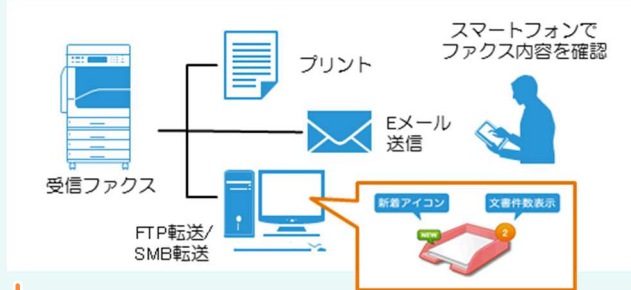 スマートフォンで
ファクス内容を確認
プリント
Eメール
送信
受信ファクス
新着アイコン
文書件数表示
NEW
2
FTP転送/
SMB転送